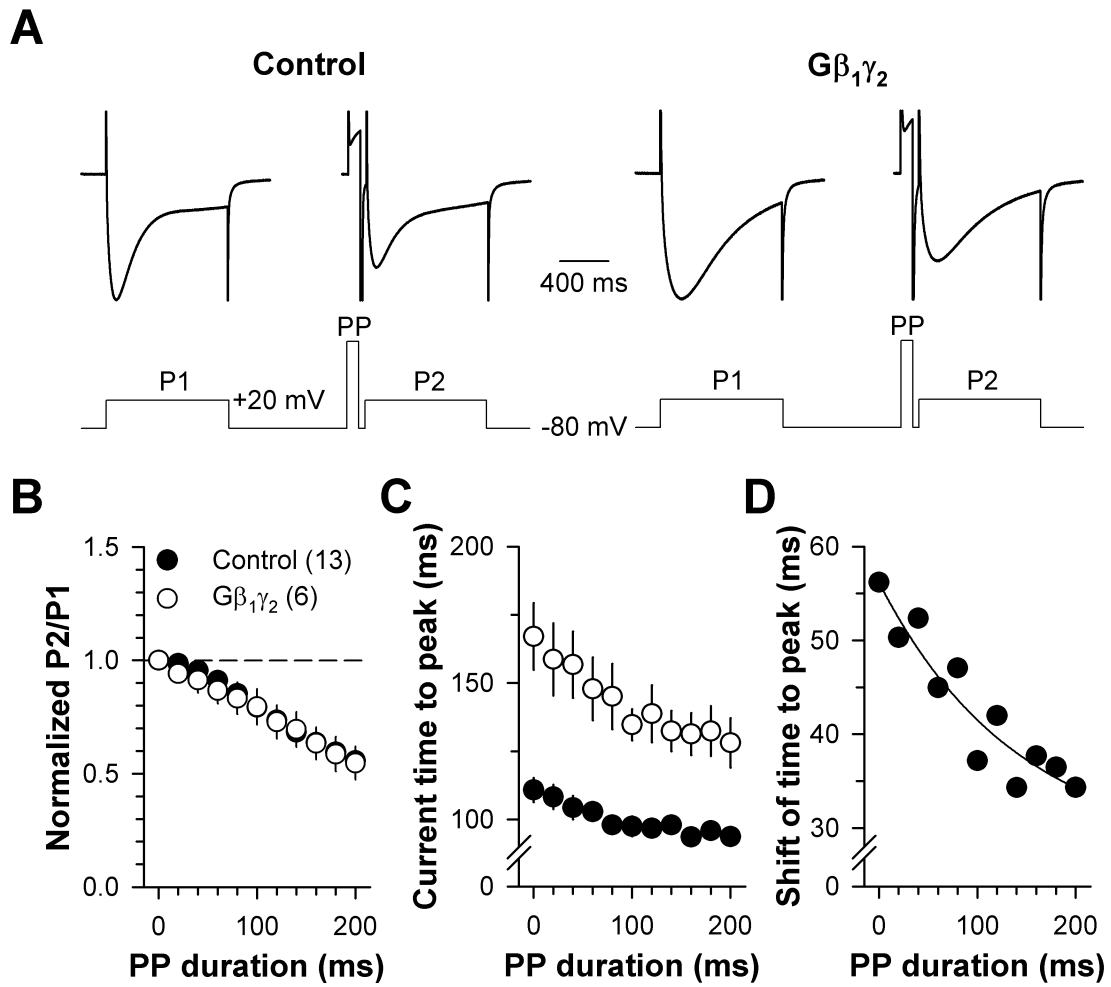 A
Control
Gβ₁γ₂
400 ms
PP
PP
P1
+20 mV
P2
-80 mV
P1
P2
B
C
D
Normalized P2/P1
1.5
1.0
0.5
0.0
Control (13)
Gβ₁γ₂ (6)
0
100
200
PP duration (ms)
Current time to peak (ms)
200
150
100
0
0
100
200
PP duration (ms)
Shift of time to peak (ms)
60
50
40
30
0
0
100
200
PP duration (ms)